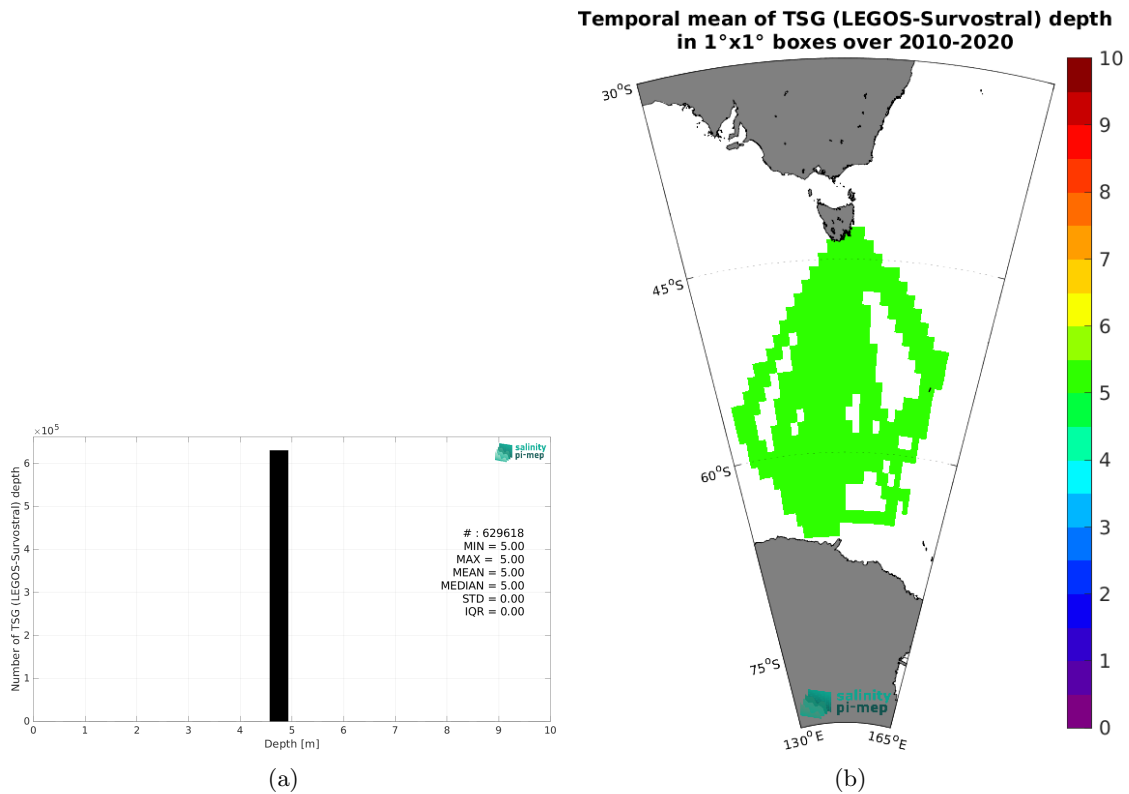 ×10^5
6
5
4
3
2
1
0
Number of TSG (LEGOS-Survostral) depth
0 1 2 3 4 5 6 7 8 9 10
Depth [m]
salinity
pi-mep
# : 629618
MIN = 5.00
MAX = 5.00
MEAN = 5.00
MEDIAN = 5.00
STD = 0.00
IQR = 0.00
(a)
Temporal mean of TSG (LEGOS-Survostral) depth
in 1°x1° boxes over 2010-2020
30°S
45°S
60°S
75°S
130°E
165°E
salinity
pi-mep
10
9
8
7
6
5
4
3
2
1
0
(b)